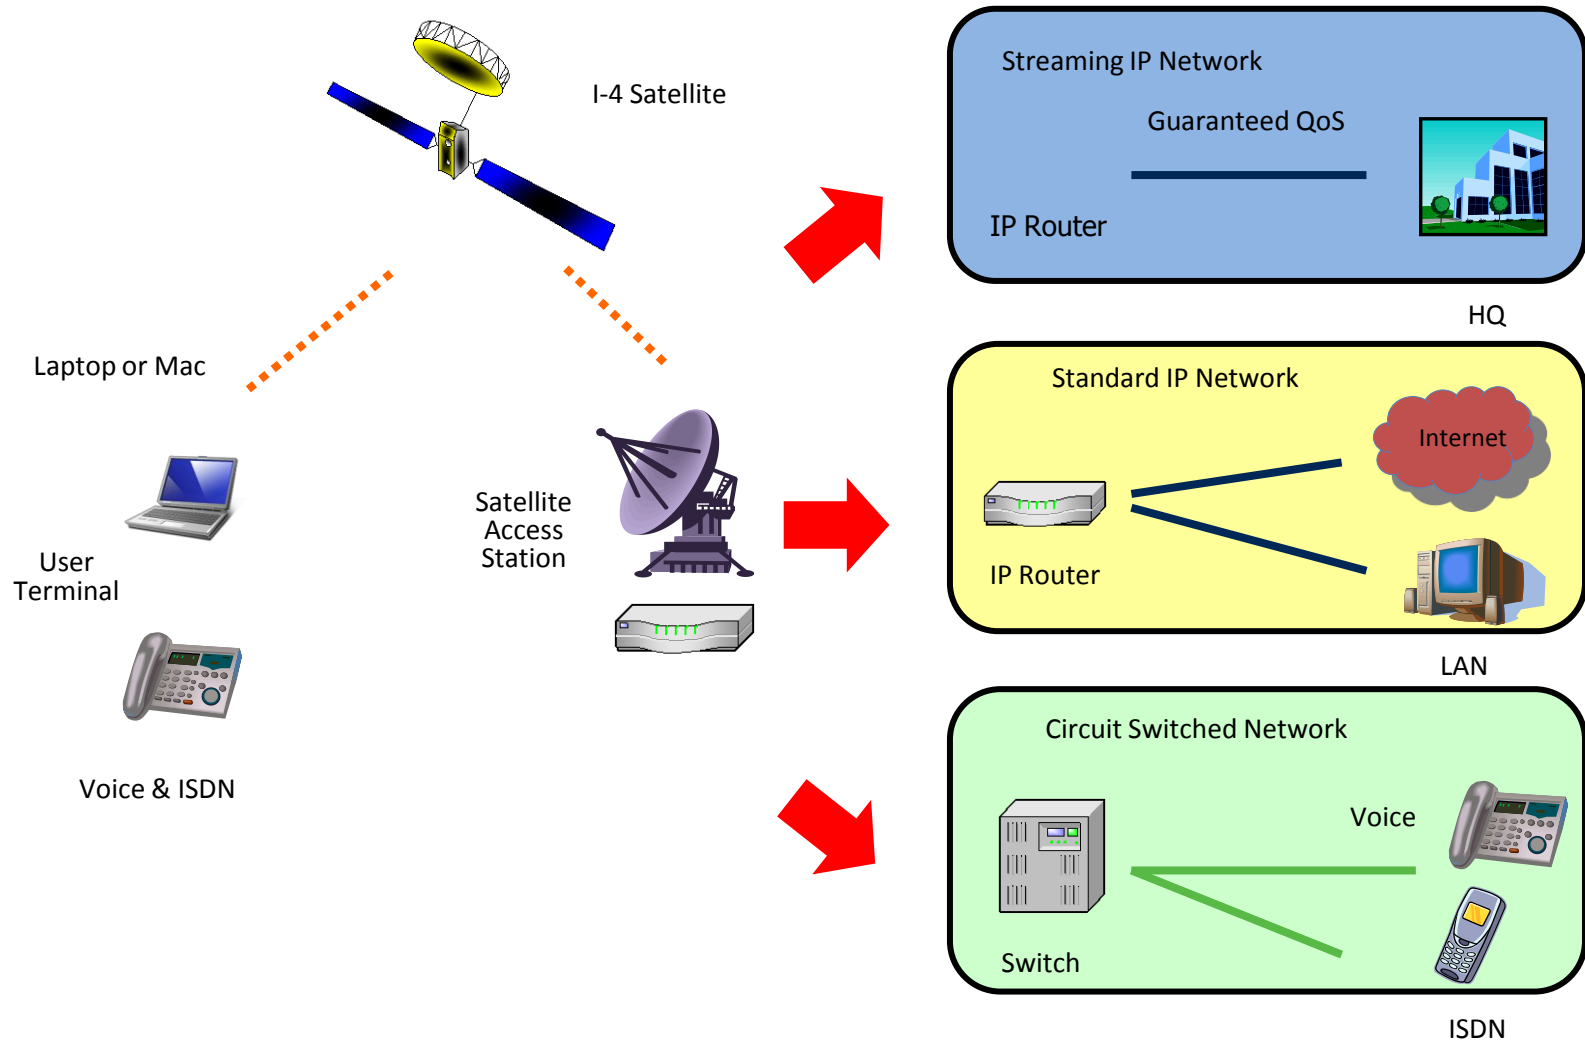 I-4 Satellite
Laptop or Mac
User
Terminal
Voice & ISDN
Satellite
Access
Station
Streaming IP Network
Guaranteed QoS
IP Router
HQ
Standard IP Network
Internet
IP Router
LAN
Circuit Switched Network
Voice
Switch
ISDN